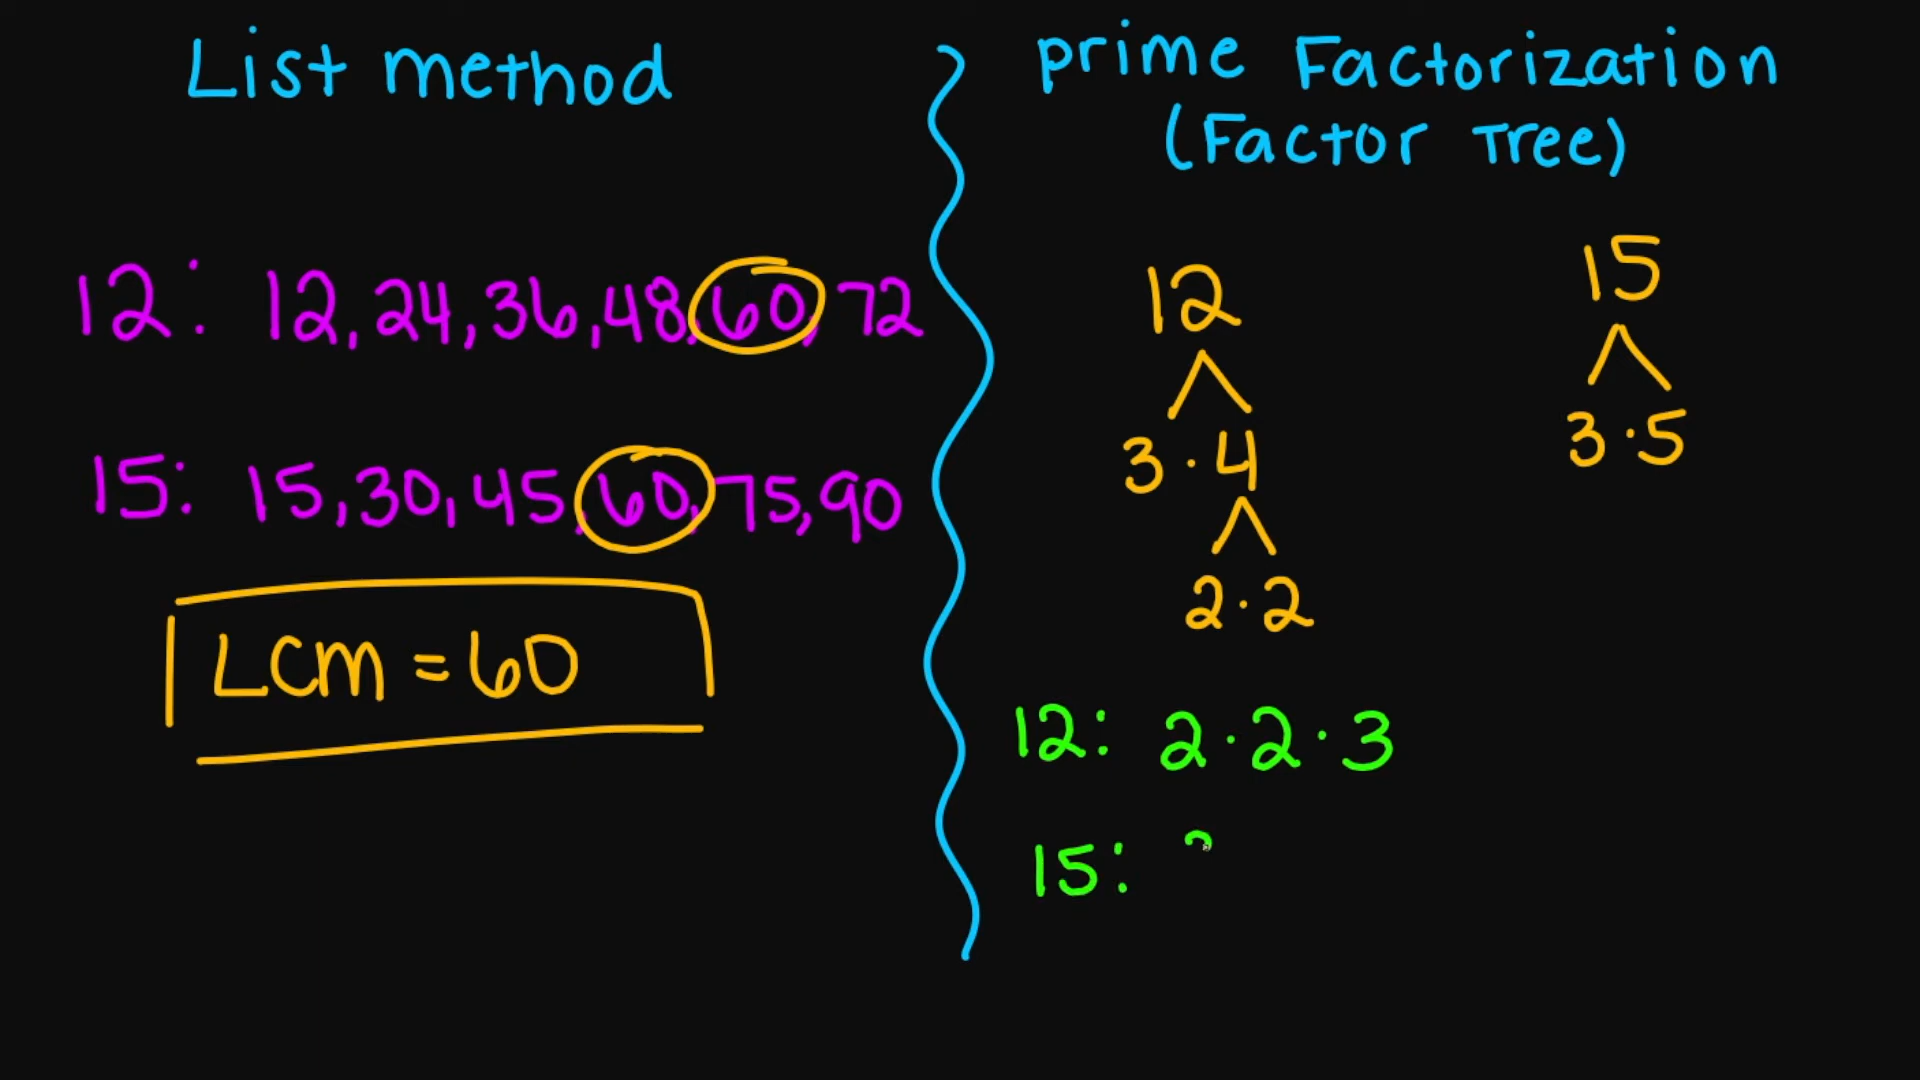 List method
12: 12, 24, 36, 48, 60, 72
15: 15, 30, 45, 60, 75, 90
LCM = 60
prime Factorization
(Factor Tree)
12
3 · 4
2 · 2
15
3 · 5
12: 2 · 2 · 3
15: